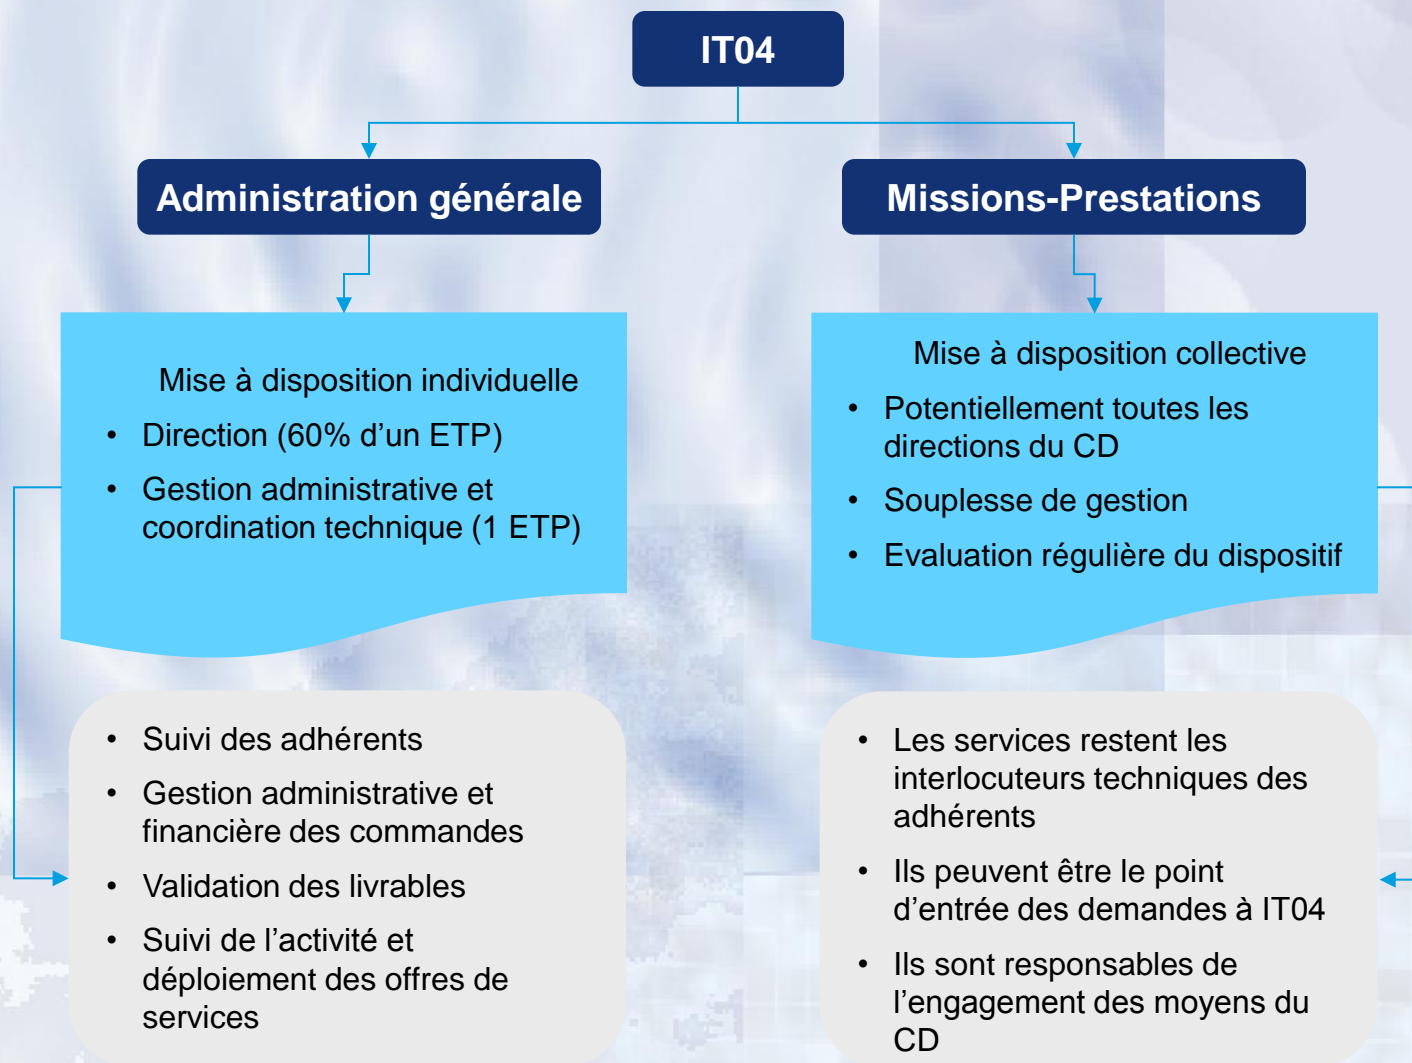 IT04
Administration générale
Missions-Prestations
Mise à disposition individuelle
• Direction (60% d’un ETP)
• Gestion administrative et
coordination technique (1 ETP)
Mise à disposition collective
• Potentiellement toutes les
directions du CD
• Souplesse de gestion
• Evaluation régulière du dispositif
• Suivi des adhérents
• Gestion administrative et
financière des commandes
• Validation des livrables
• Suivi de l’activité et
déploiement des offres de
services
• Les services restent les
interlocuteurs techniques des
adhérents
• Ils peuvent être le point
d’entrée des demandes à IT04
• Ils sont responsables de
l’engagement des moyens du
CD